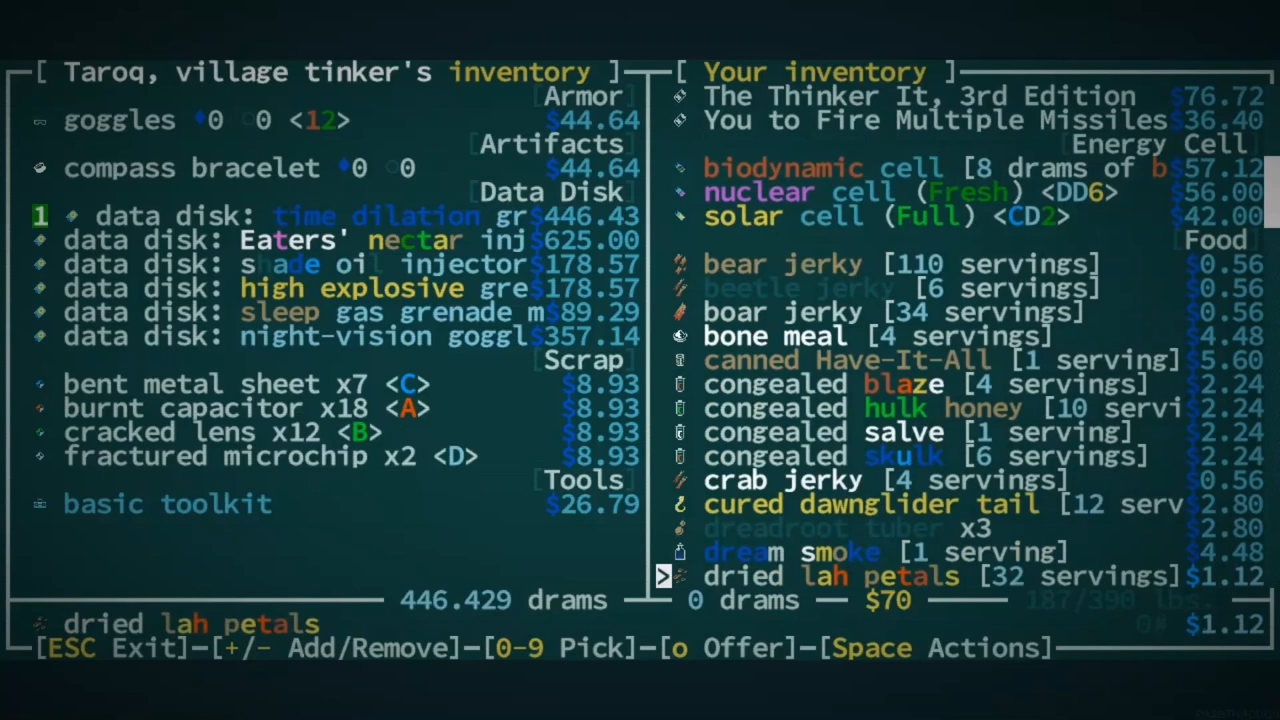 [ Taroq, village tinker's inventory ]
[Armor]
goggles ♦0 ○0 <12> $44.64
[Artifacts]
compass bracelet ♦0 ○0 $44.64
[Data Disk]
1 data disk: time dilation gr$446.43
data disk: Eaters' nectar inj$625.00
data disk: shade oil injector$178.57
data disk: high explosive gre$178.57
data disk: sleep gas grenade m$89.29
data disk: night-vision goggl$357.14
[Scrap]
bent metal sheet x7 <C> $8.93
burnt capacitor x18 <A> $8.93
cracked lens x12 <B> $8.93
fractured microchip x2 <D> $8.93
[Tools]
basic toolkit $26.79
446.429 drams
[ Your inventory ]
The Thinker It, 3rd Edition $76.72
You to Fire Multiple Missiles$36.40
[Energy Cell]
biodynamic cell [8 drams of b$57.12
nuclear cell (Fresh) <DD6> $56.00
solar cell (Full) <CD2> $42.00
[Food]
bear jerky [110 servings] $0.56
beetle jerky [6 servings] $0.56
boar jerky [34 servings] $0.56
bone meal [4 servings] $4.48
canned Have-It-All [1 serving] $5.60
congealed blaze [4 servings] $2.24
congealed hulk honey [10 servi$2.24
congealed salve [1 serving] $2.24
congealed skulk [6 servings] $2.24
crab jerky [4 servings] $0.56
cured dawnglider tail [12 serv$2.80
dreadroot tuber x3 $2.80
dream smoke [1 serving] $4.48
> dried lah petals [32 servings] $1.12
0 drams — $70 — 187/390 lbs.
dried lah petals 0# $1.12
[ESC Exit]—[+/- Add/Remove]—[0-9 Pick]—[o Offer]—[Space Actions]